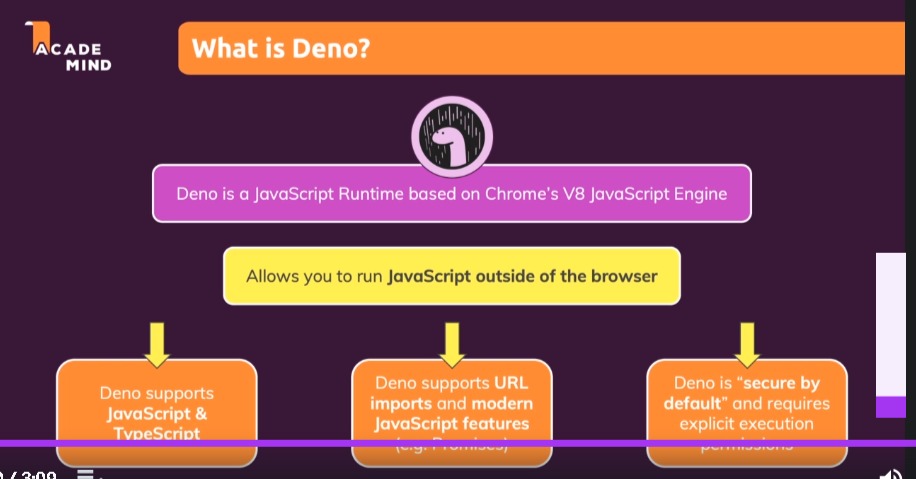 ACADE
MIND
What is Deno?
Deno is a JavaScript Runtime based on Chrome's V8 JavaScript Engine
Allows you to run JavaScript outside of the browser
Deno supports
JavaScript &
TypeScript
Deno supports URL
imports and modern
JavaScript features
(e.g. Promises)
Deno is “secure by
default” and requires
explicit execution
permissions
/ 3:09